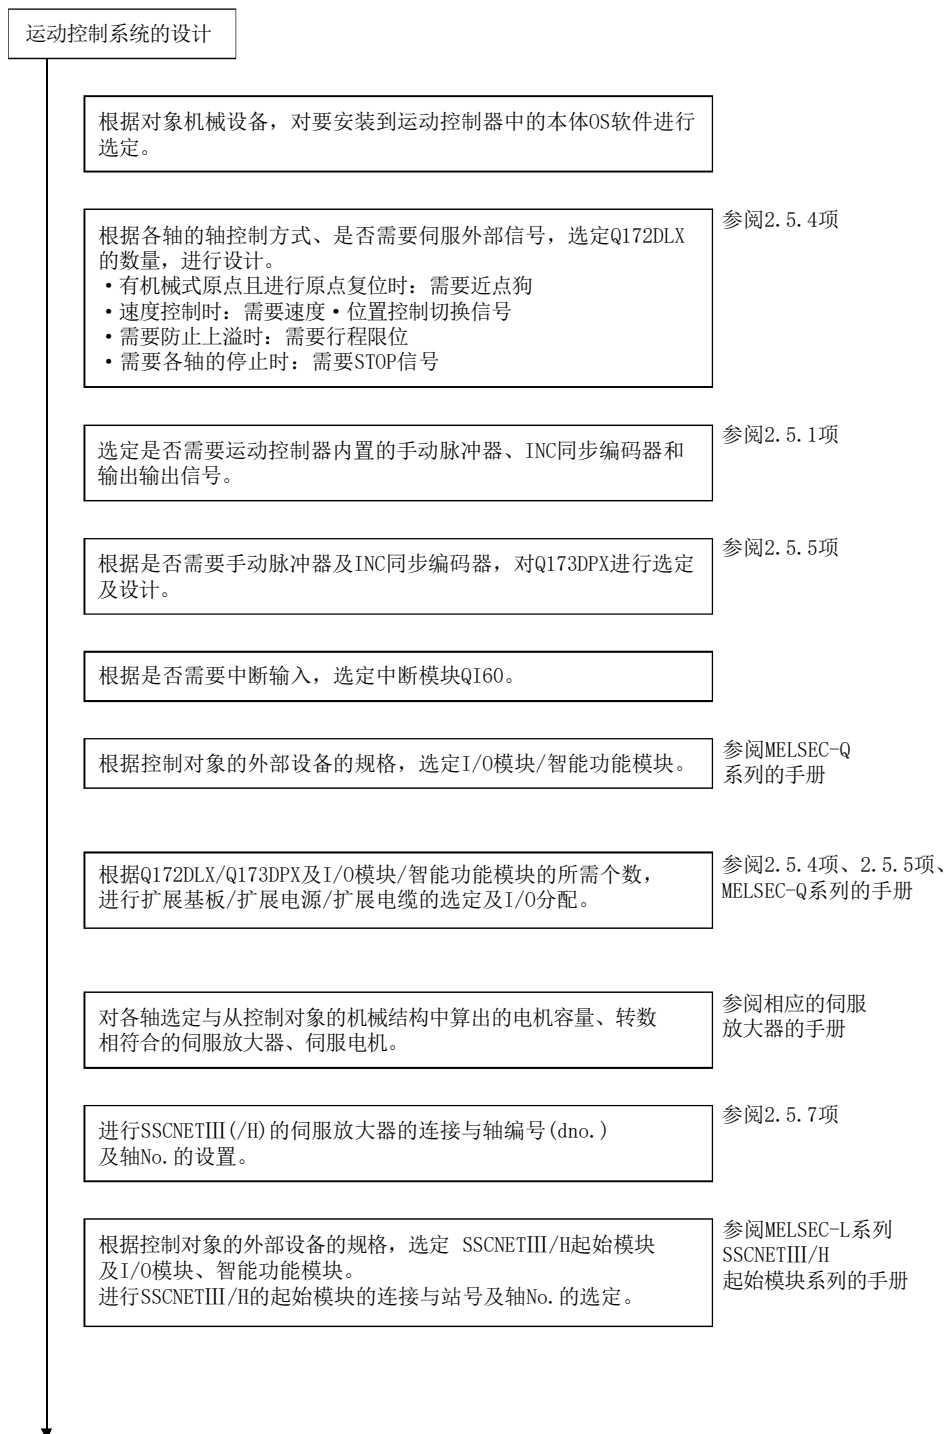 运动控制系统的设计
根据对象机械设备，对要安装到运动控制器中的本体OS软件进行
选定。
根据各轴的轴控制方式、是否需要伺服外部信号，选定Q172DLX
的数量，进行设计。
・有机械式原点且进行原点复位时：需要近点狗
・速度控制时：需要速度・位置控制切换信号
・需要防止上溢时：需要行程限位
・需要各轴的停止时：需要STOP信号
参阅2.5.4项
选定是否需要运动控制器内置的手动脉冲器、INC同步编码器和
输出输出信号。
参阅2.5.1项
根据是否需要手动脉冲器及INC同步编码器，对Q173DPX进行选定
及设计。
参阅2.5.5项
根据是否需要中断输入，选定中断模块QI60。
根据控制对象的外部设备的规格，选定I/O模块/智能功能模块。
参阅MELSEC-Q
系列的手册
根据Q172DLX/Q173DPX及I/O模块/智能功能模块的所需个数，
进行扩展基板/扩展电源/扩展电缆的选定及I/O分配。
参阅2.5.4项、2.5.5项、
MELSEC-Q系列的手册
对各轴选定与从控制对象的机械结构中算出的电机容量、转数
相符合的伺服放大器、伺服电机。
参阅相应的伺服
放大器的手册
进行SSCNETⅢ(/H)的伺服放大器的连接与轴编号(dno.)
及轴No.的设置。
参阅2.5.7项
根据控制对象的外部设备的规格，选定 SSCNETⅢ/H起始模块
及I/O模块、智能功能模块。
进行SSCNETⅢ/H的起始模块的连接与站号及轴No.的选定。
参阅MELSEC-L系列
SSCNETⅢ/H
起始模块系列的手册